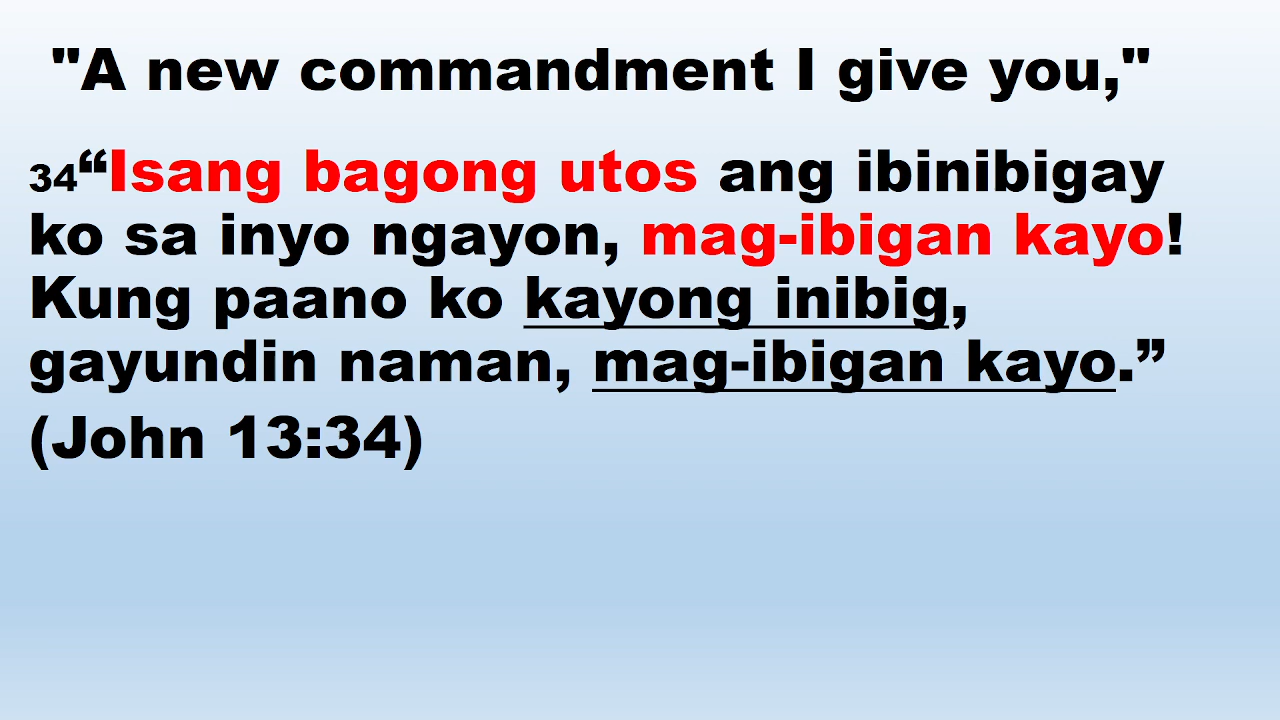 "A new commandment I give you,"
34“Isang bagong utos ang ibinibigay
ko sa inyo ngayon, mag-ibigan kayo!
Kung paano ko kayong inibig,
gayundin naman, mag-ibigan kayo.”
(John 13:34)